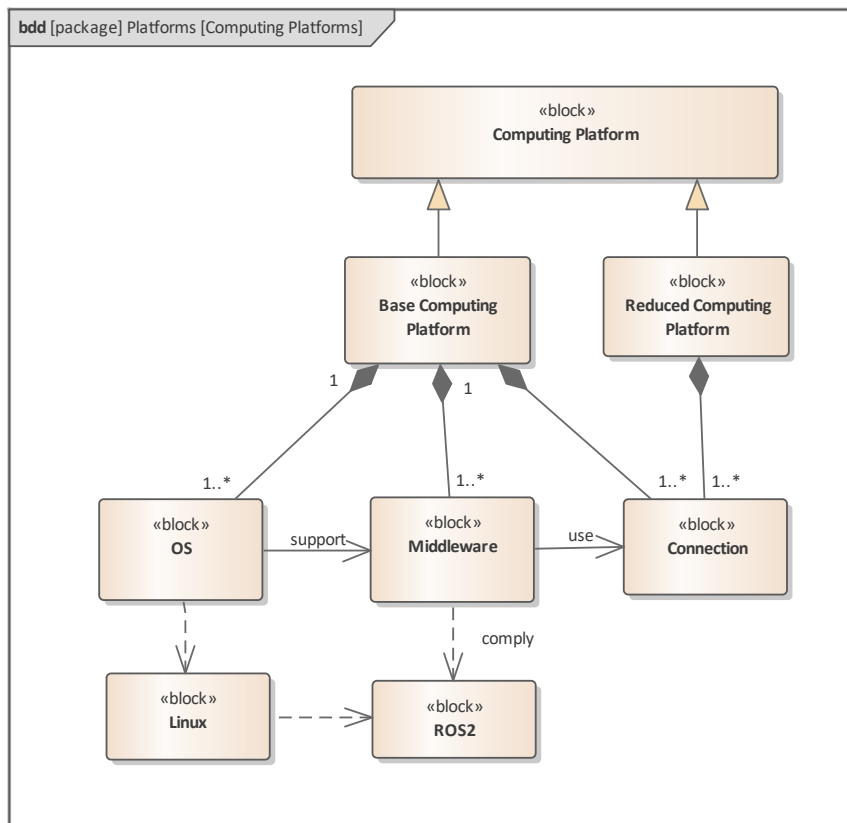 bdd [package] Platforms [Computing Platforms]
«block»
Computing Platform
«block»
Base Computing
Platform
«block»
Reduced Computing
Platform
1
1
1..*
1..*
1..*
1..*
«block»
OS
support
«block»
Middleware
use
«block»
Connection
comply
«block»
Linux
«block»
ROS2